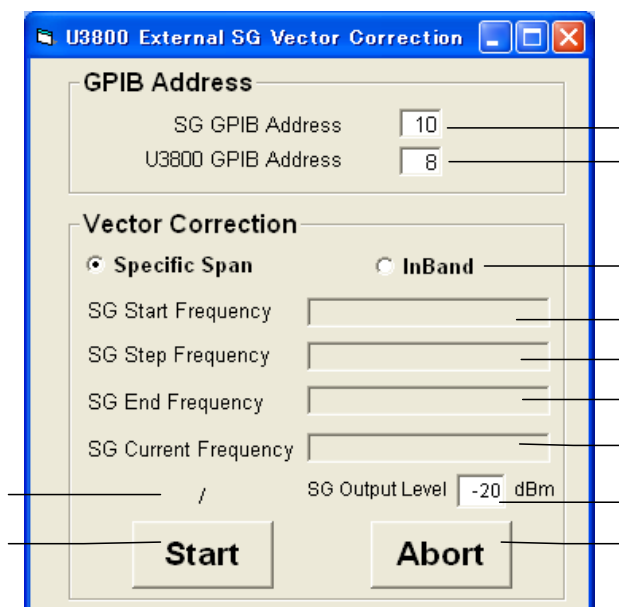 U3800 External SG Vector Correction
GPIB Address
SG GPIB Address 10
U3800 GPIB Address 8
Vector Correction
Specific Span InBand
SG Start Frequency
SG Step Frequency
SG End Frequency
SG Current Frequency
/ SG Output Level -20 dBm
Start Abort